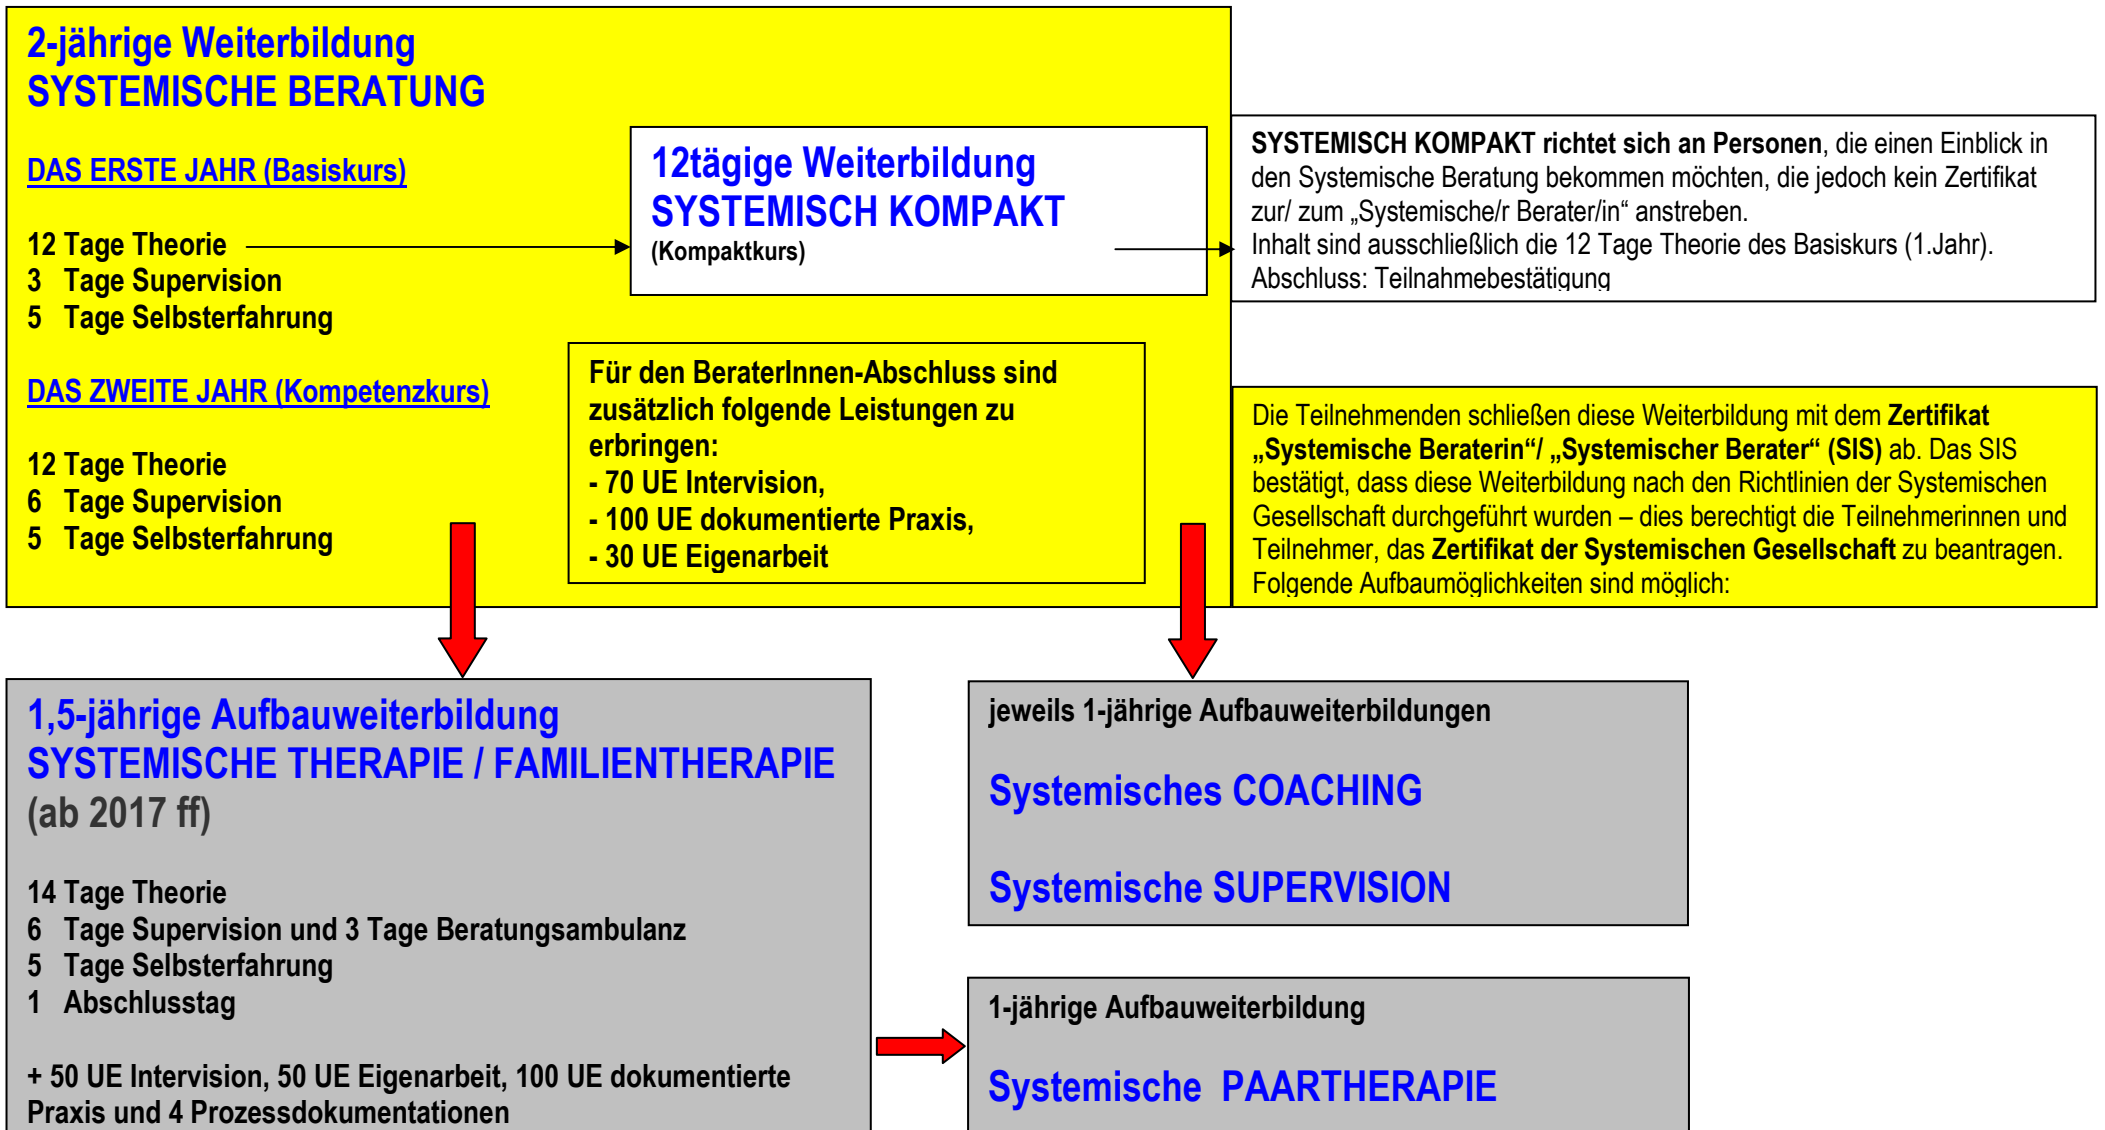 2-jährige Weiterbildung
SYSTEMISCHE BERATUNG
DAS ERSTE JAHR (Basiskurs)
12 Tage Theorie
3 Tage Supervision
5 Tage Selbsterfahrung
12tägige Weiterbildung
SYSTEMISCH KOMPAKT
(Kompaktkurs)
SYSTEMISCH KOMPAKT richtet sich an Personen, die einen Einblick in
den Systemische Beratung bekommen möchten, die jedoch kein Zertifikat
zur/ zum „Systemische/r Berater/in“ anstreben.
Inhalt sind ausschließlich die 12 Tage Theorie des Basiskurs (1.Jahr).
Abschluss: Teilnahmebestätigung
DAS ZWEITE JAHR (Kompetenzkurs)
12 Tage Theorie
6 Tage Supervision
5 Tage Selbsterfahrung
Für den BeraterInnen-Abschluss sind
zusätzlich folgende Leistungen zu
erbringen:
- 70 UE Intervision,
- 100 UE dokumentierte Praxis,
- 30 UE Eigenarbeit
Die Teilnehmenden schließen diese Weiterbildung mit dem Zertifikat
„Systemische Beraterin“/ „Systemischer Berater“ (SIS) ab. Das SIS
bestätigt, dass diese Weiterbildung nach den Richtlinien der Systemischen
Gesellschaft durchgeführt wurden – dies berechtigt die Teilnehmerinnen und
Teilnehmer, das Zertifikat der Systemischen Gesellschaft zu beantragen.
Folgende Aufbaumöglichkeiten sind möglich:
1,5-jährige Aufbauweiterbildung
SYSTEMISCHE THERAPIE / FAMILIENTHERAPIE
(ab 2017 ff)
14 Tage Theorie
6 Tage Supervision und 3 Tage Beratungsambulanz
5 Tage Selbsterfahrung
1 Abschlusstag
+ 50 UE Intervision, 50 UE Eigenarbeit, 100 UE dokumentierte
Praxis und 4 Prozessdokumentationen
jeweils 1-jährige Aufbauweiterbildungen
Systemisches COACHING
Systemische SUPERVISION
1-jährige Aufbauweiterbildung
Systemische PAARTHERAPIE